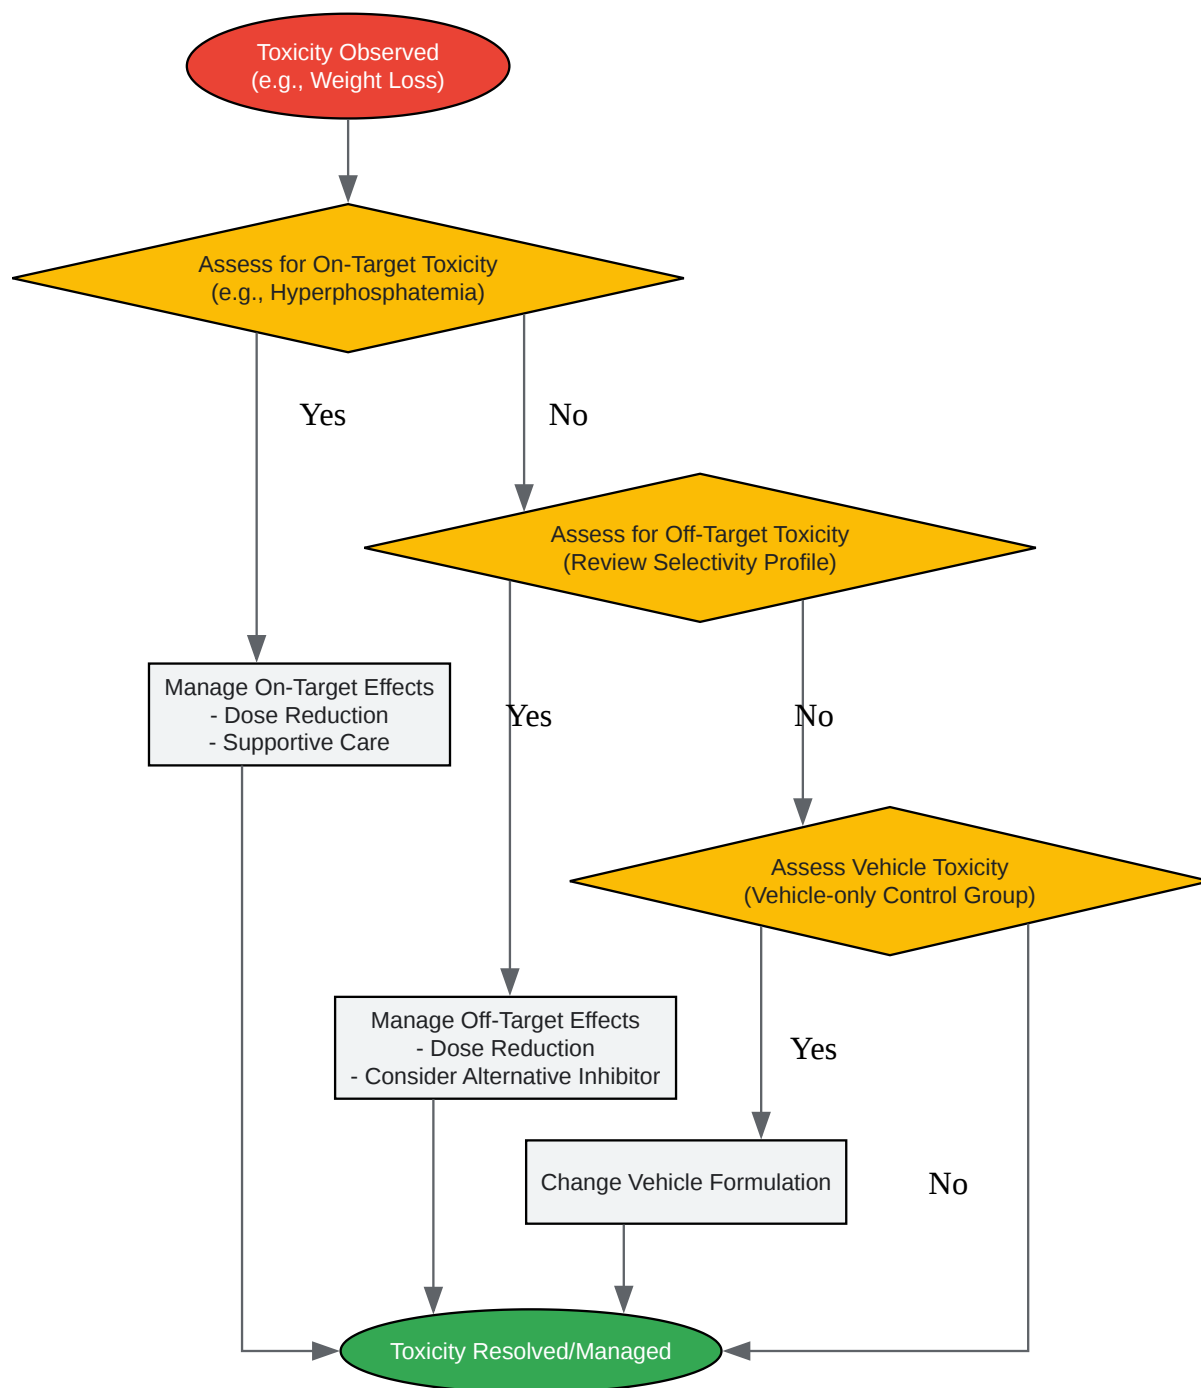 Toxicity Observed
(e.g., Weight Loss)
Assess for On-Target Toxicity
(e.g., Hyperphosphatemia)
Yes
No
Assess for Off-Target Toxicity
(Review Selectivity Profile)
Manage On-Target Effects
- Dose Reduction
- Supportive Care
Yes
No
Assess Vehicle Toxicity
(Vehicle-only Control Group)
Manage Off-Target Effects
- Dose Reduction
- Consider Alternative Inhibitor
Yes
Change Vehicle Formulation
No
Toxicity Resolved/Managed